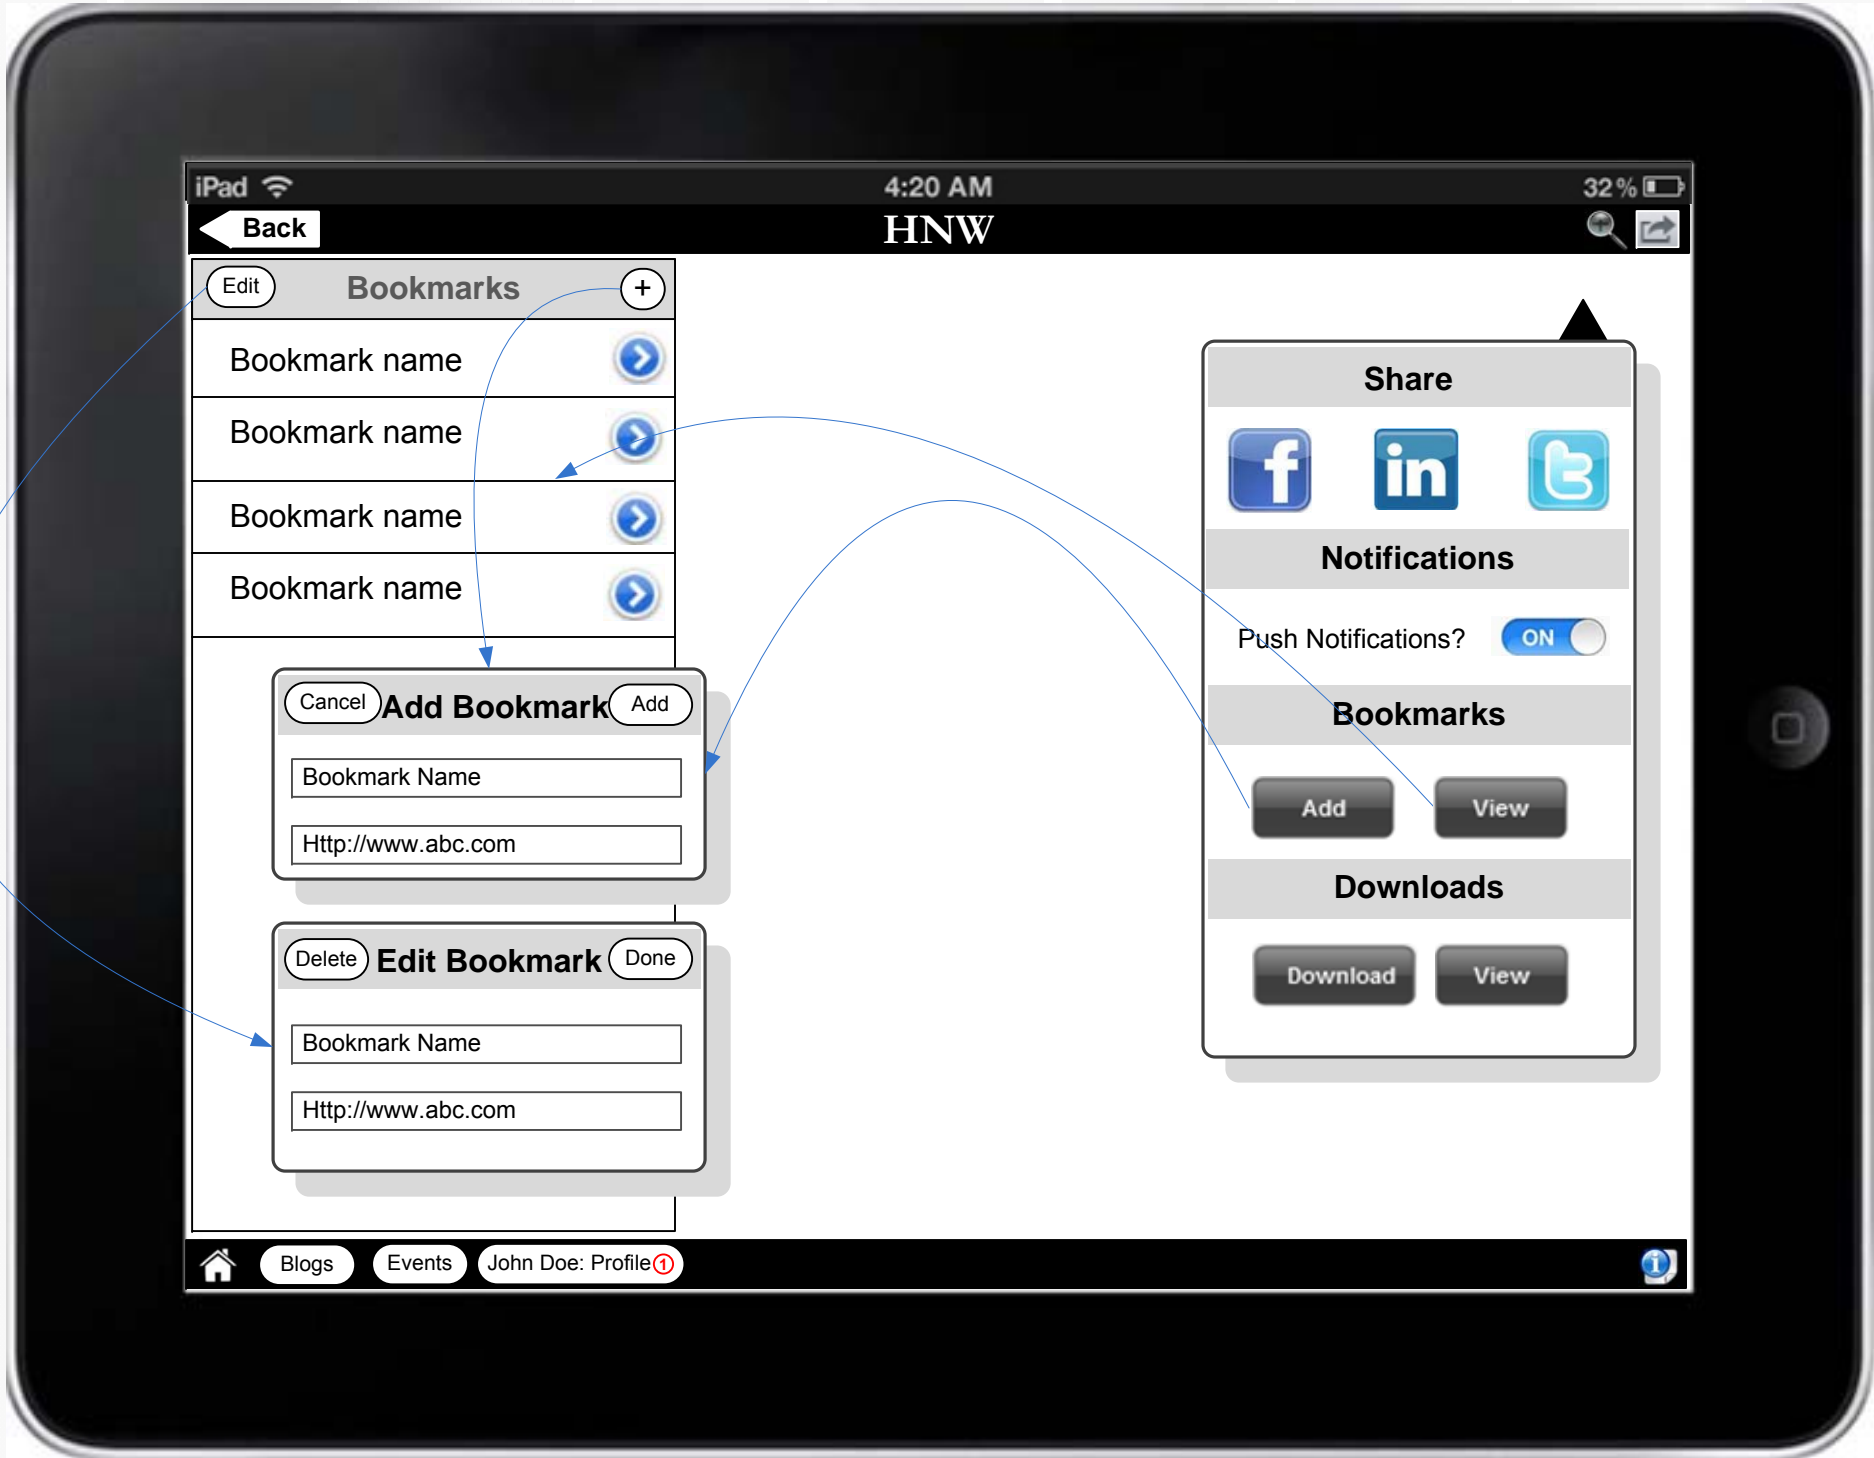 iPad 4:20 AM 32%
Back HNW
Edit Bookmarks +
Bookmark name
Bookmark name
Bookmark name
Bookmark name
Cancel Add Bookmark Add
Bookmark Name
Http://www.abc.com
Delete Edit Bookmark Done
Bookmark Name
Http://www.abc.com
Share
f in t
Notifications
Push Notifications? ON
Bookmarks
Add View
Downloads
Download View
Blogs Events John Doe: Profile 1
i